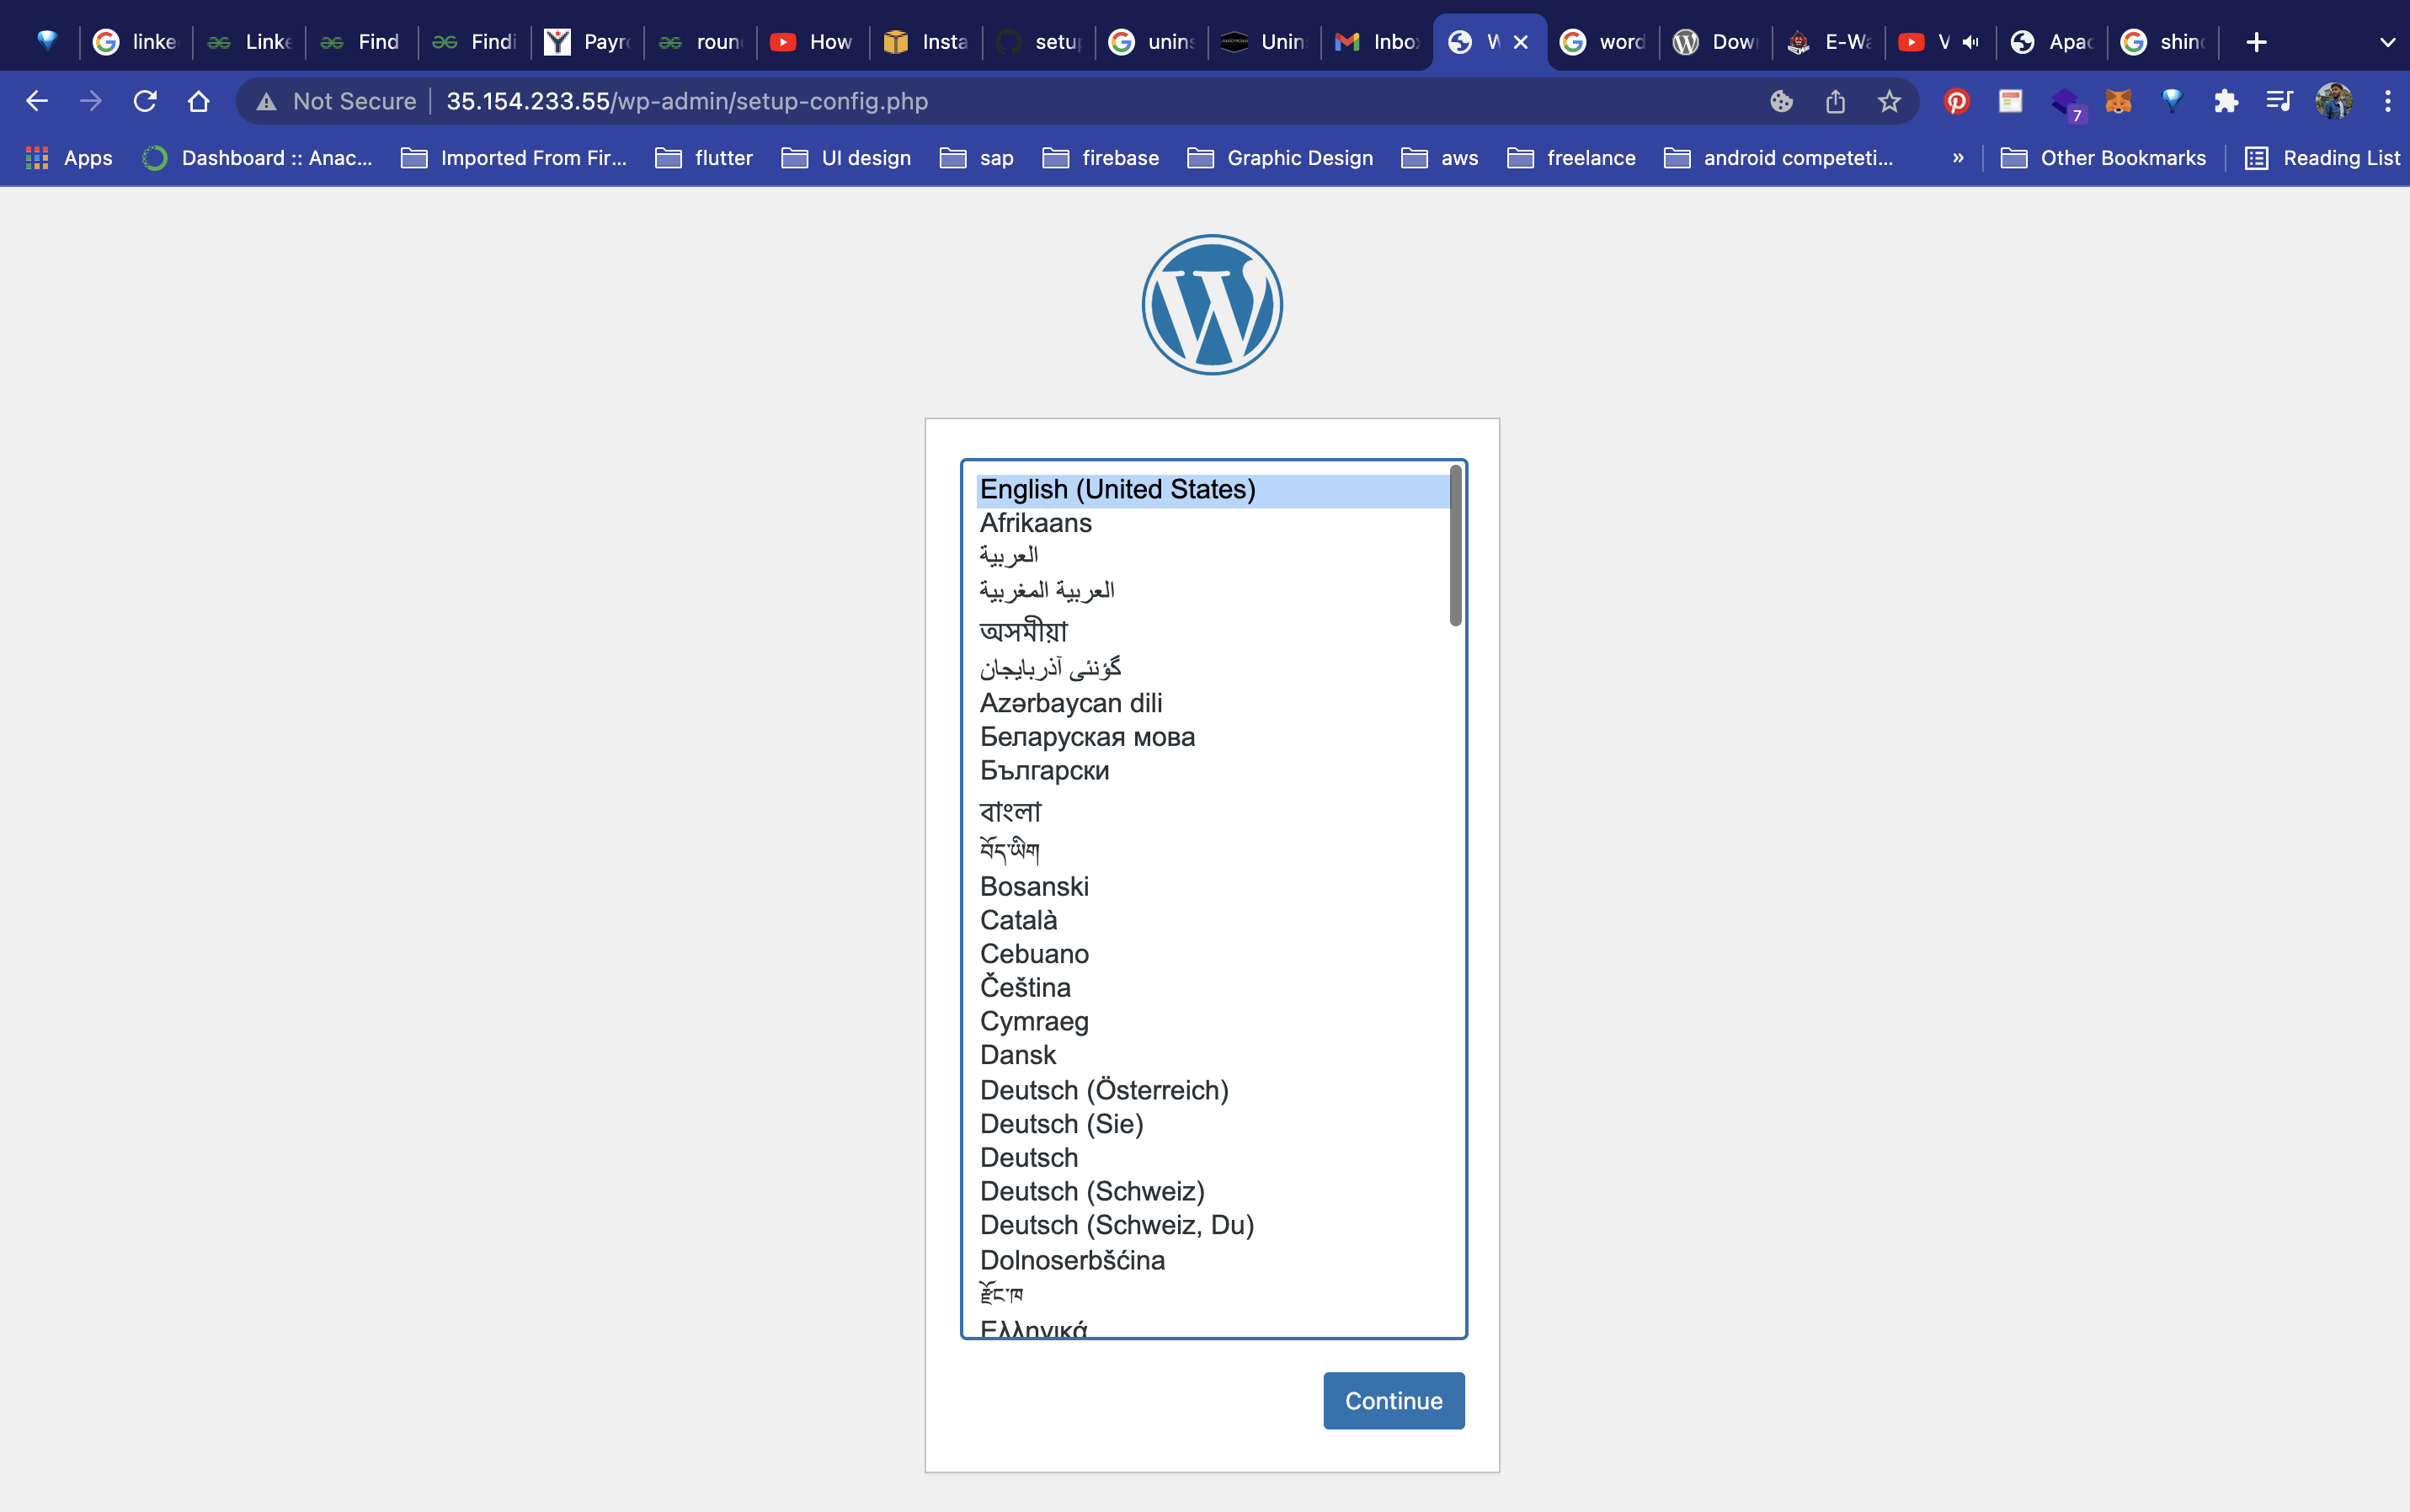 linke
Linke
Find
Findi
Payro
roun
How
Insta
setup
unins
Unin
Inbo
W
word
Dow
E-Wa
V
Apac
shind
Not Secure
35.154.233.55/wp-admin/setup-config.php
7
Apps
Dashboard :: Anac...
Imported From Fir...
flutter
UI design
sap
firebase
Graphic Design
aws
freelance
android competeti...
»
Other Bookmarks
Reading List
English (United States)
Afrikaans
العربية
العربية المغربية
অসমীয়া
گؤنئی آذربایجان
Azərbaycan dili
Беларуская мова
Български
বাংলা
བོད་ཡིག
Bosanski
Català
Cebuano
Čeština
Cymraeg
Dansk
Deutsch (Österreich)
Deutsch (Sie)
Deutsch
Deutsch (Schweiz)
Deutsch (Schweiz, Du)
Dolnoserbšćina
རྫོང་ཁ
Ελληνικά
Continue